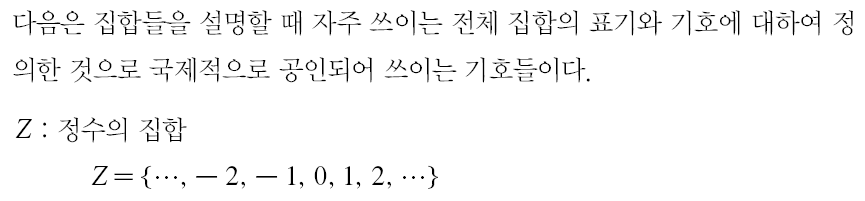 다음은 집합들을 설명할 때 자주 쓰이는 전체 집합의 표기와 기호에 대하여 정
의한 것으로 국제적으로 공인되어 쓰이는 기호들이다.
Z : 정수의 집합
Z = {⋯, − 2, − 1, 0, 1, 2, ⋯}